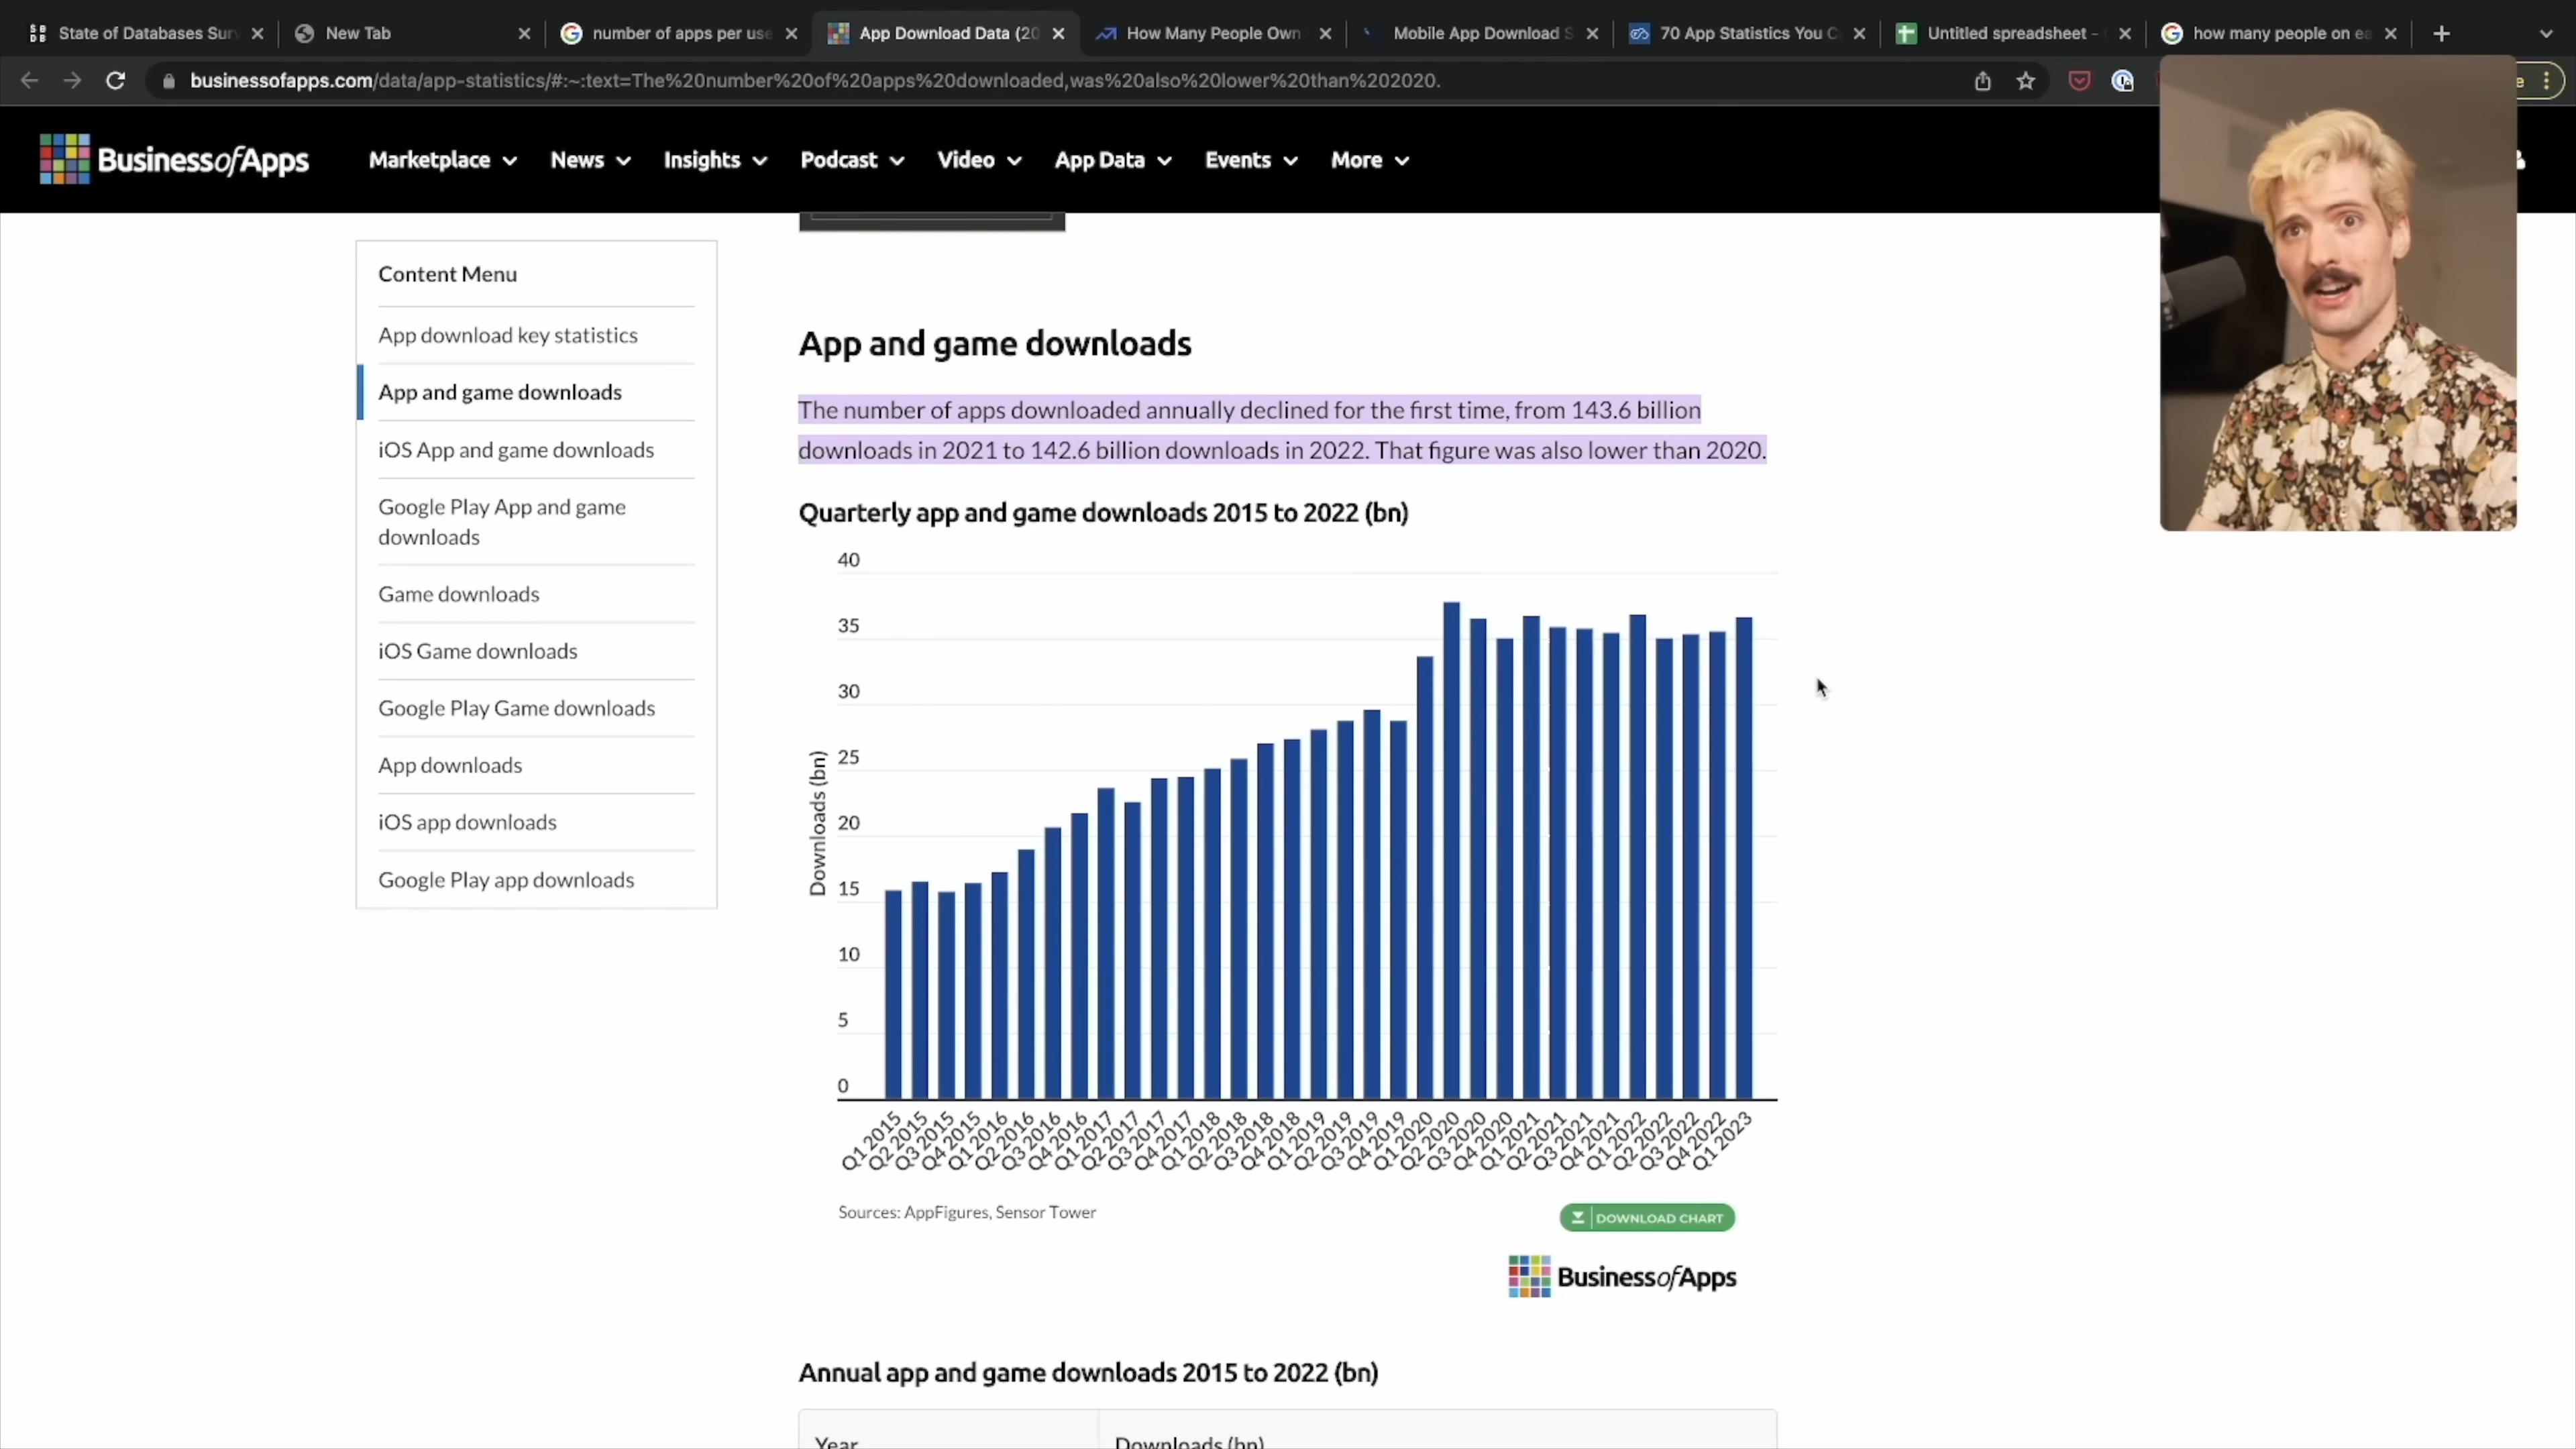 State of Databases Sur
New Tab
number of apps per use
App Download Data (20
How Many People Own
Mobile App Download S
70 App Statistics You C
Untitled spreadsheet -
how many people on ea
businessofapps.com/data/app-statistics/#:~:text=The%20number%20of%20apps%20downloaded,was%20also%20lower%20than%202020.
BusinessofApps
Marketplace
News
Insights
Podcast
Video
App Data
Events
More
Content Menu
App download key statistics
App and game downloads
iOS App and game downloads
Google Play App and game
downloads
Game downloads
iOS Game downloads
Google Play Game downloads
App downloads
iOS app downloads
Google Play app downloads
App and game downloads
The number of apps downloaded annually declined for the first time, from 143.6 billion
downloads in 2021 to 142.6 billion downloads in 2022. That figure was also lower than 2020.
Quarterly app and game downloads 2015 to 2022 (bn)
40
35
30
25
20
15
10
5
0
Downloads (bn)
Q1 2015
Q2 2015
Q3 2015
Q4 2015
Q1 2016
Q2 2016
Q3 2016
Q4 2016
Q1 2017
Q2 2017
Q3 2017
Q4 2017
Q1 2018
Q2 2018
Q3 2018
Q4 2018
Q1 2019
Q2 2019
Q3 2019
Q4 2019
Q1 2020
Q2 2020
Q3 2020
Q4 2020
Q1 2021
Q2 2021
Q3 2021
Q4 2021
Q1 2022
Q2 2022
Q3 2022
Q4 2022
Q1 2023
Sources: AppFigures, Sensor Tower
DOWNLOAD CHART
BusinessofApps
Annual app and game downloads 2015 to 2022 (bn)
Year
Downloads (bn)